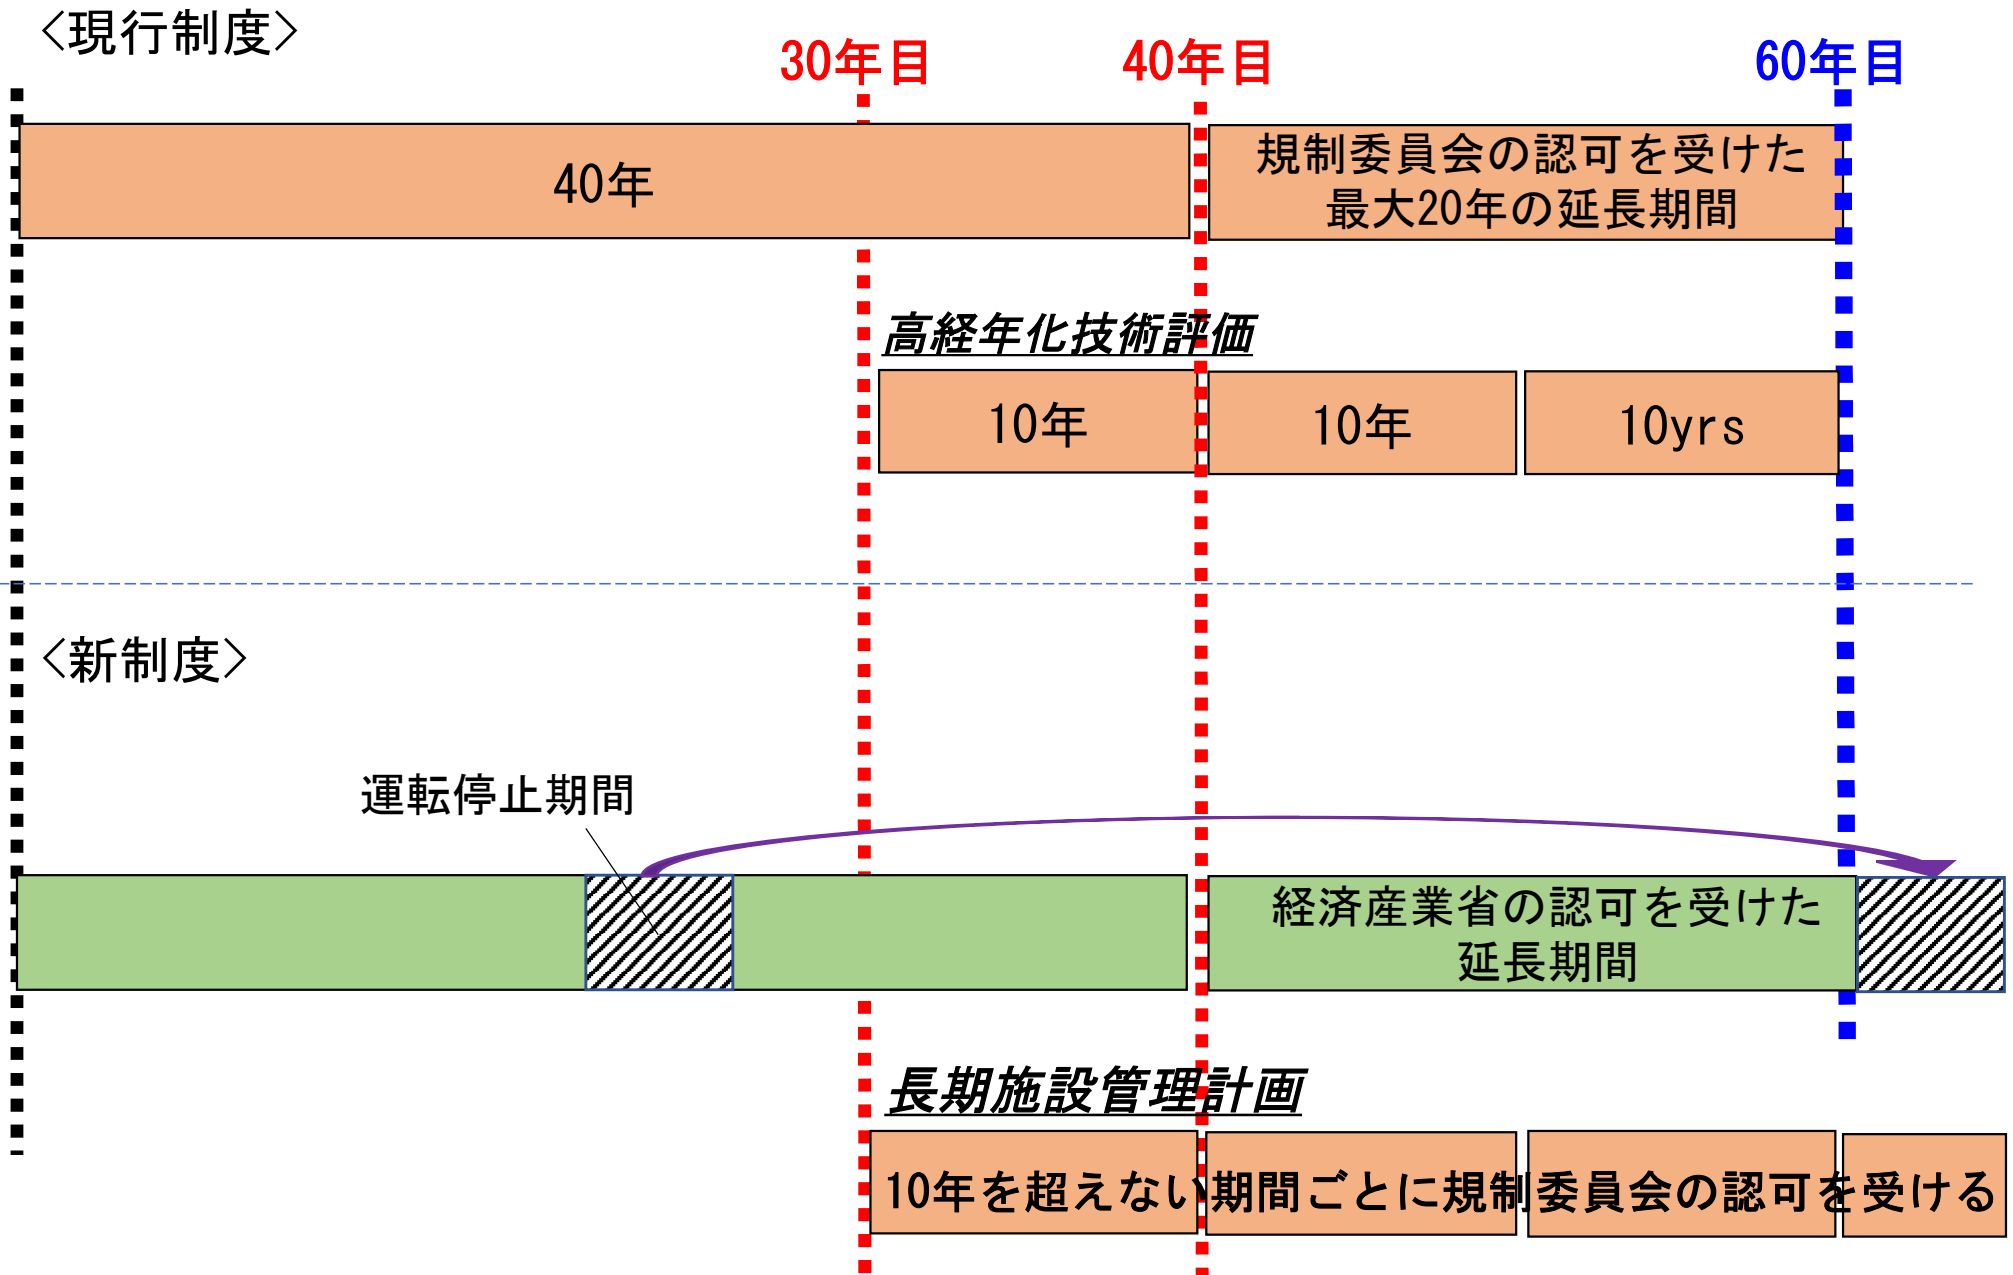 <現行制度>
30年目
40年目
60年目
40年
規制委員会の認可を受けた
最大20年の延長期間
高経年化技術評価
10年
10年
10yrs
<新制度>
運転停止期間
経済産業省の認可を受けた
延長期間
長期施設管理計画
10年を超えない期間ごとに規制委員会の認可を受ける